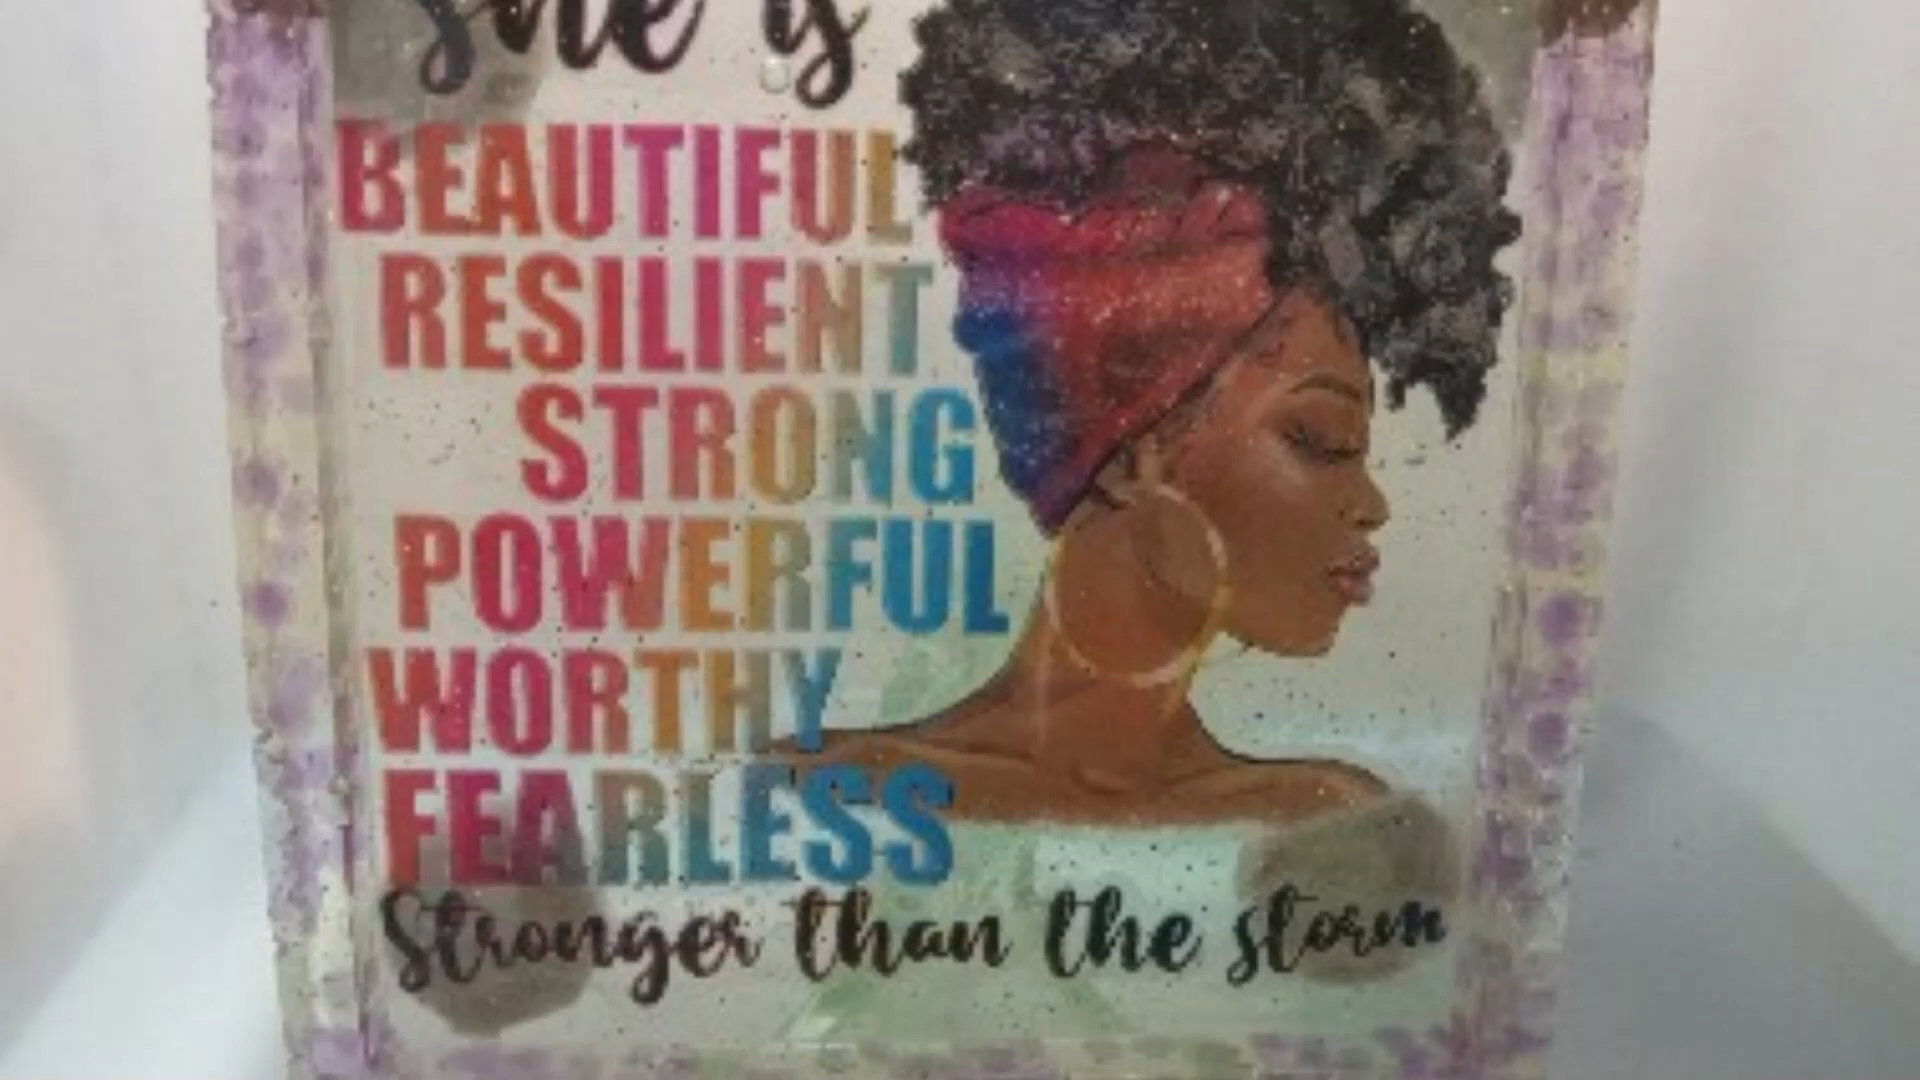 She is
BEAUTIFUL
RESILIENT
STRONG
POWERFUL
WORTHY
FEARLESS
Stronger than the storm